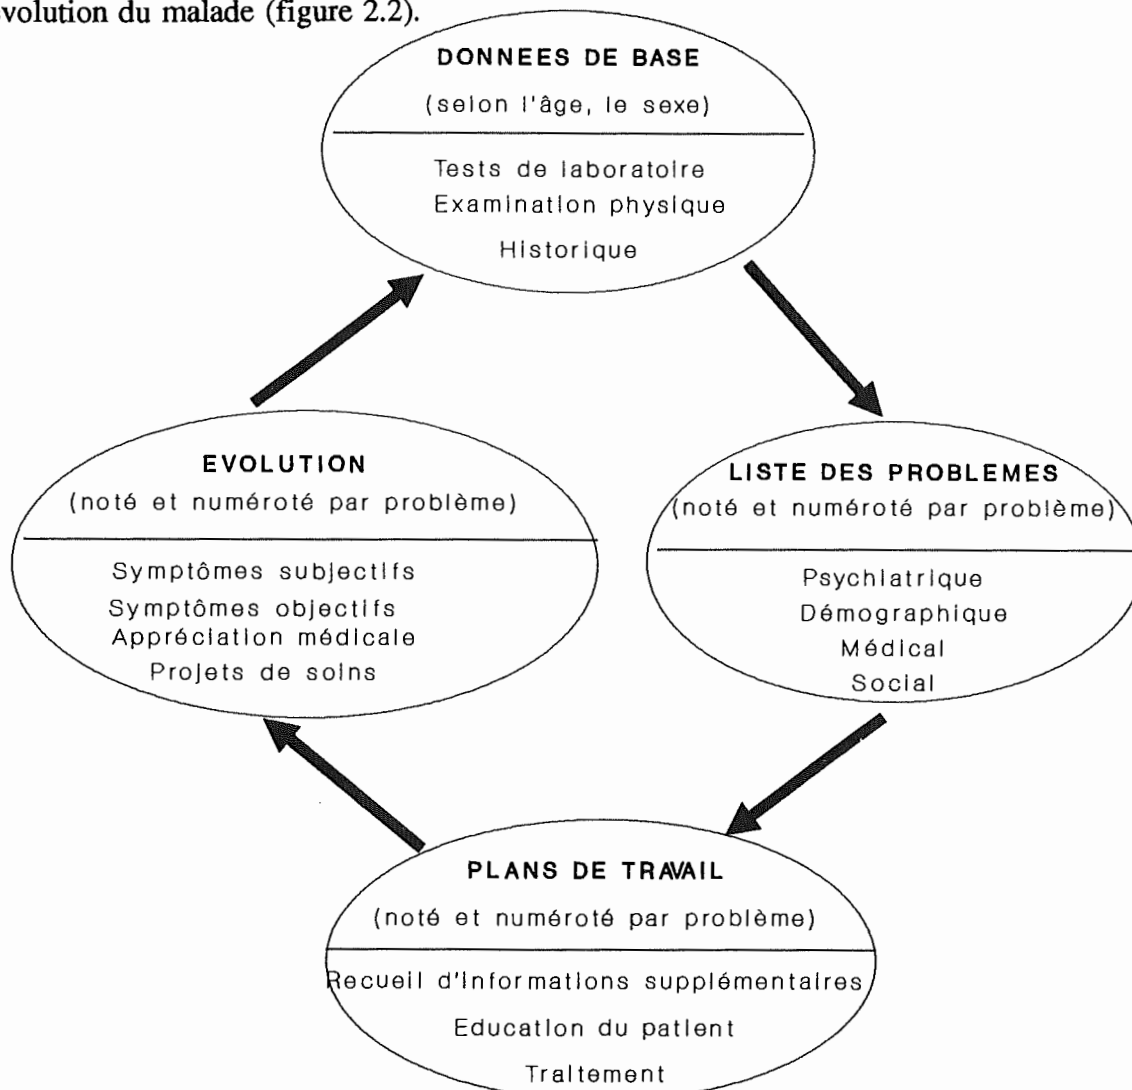 évolution du malade (figure 2.2).
DONNEES DE BASE
(selon l'âge, le sexe)
Tests de laboratoire
Examination physique
Historique
EVOLUTION
(noté et numéroté par problème)
Symptômes subjectifs
Symptômes objectifs
Appréciation médicale
Projets de soins
LISTE DES PROBLEMES
(noté et numéroté par problème)
Psychiatrique
Démographique
Médical
Social
PLANS DE TRAVAIL
(noté et numéroté par problème)
Recueil d'informations supplémentaires
Education du patient
Traitement